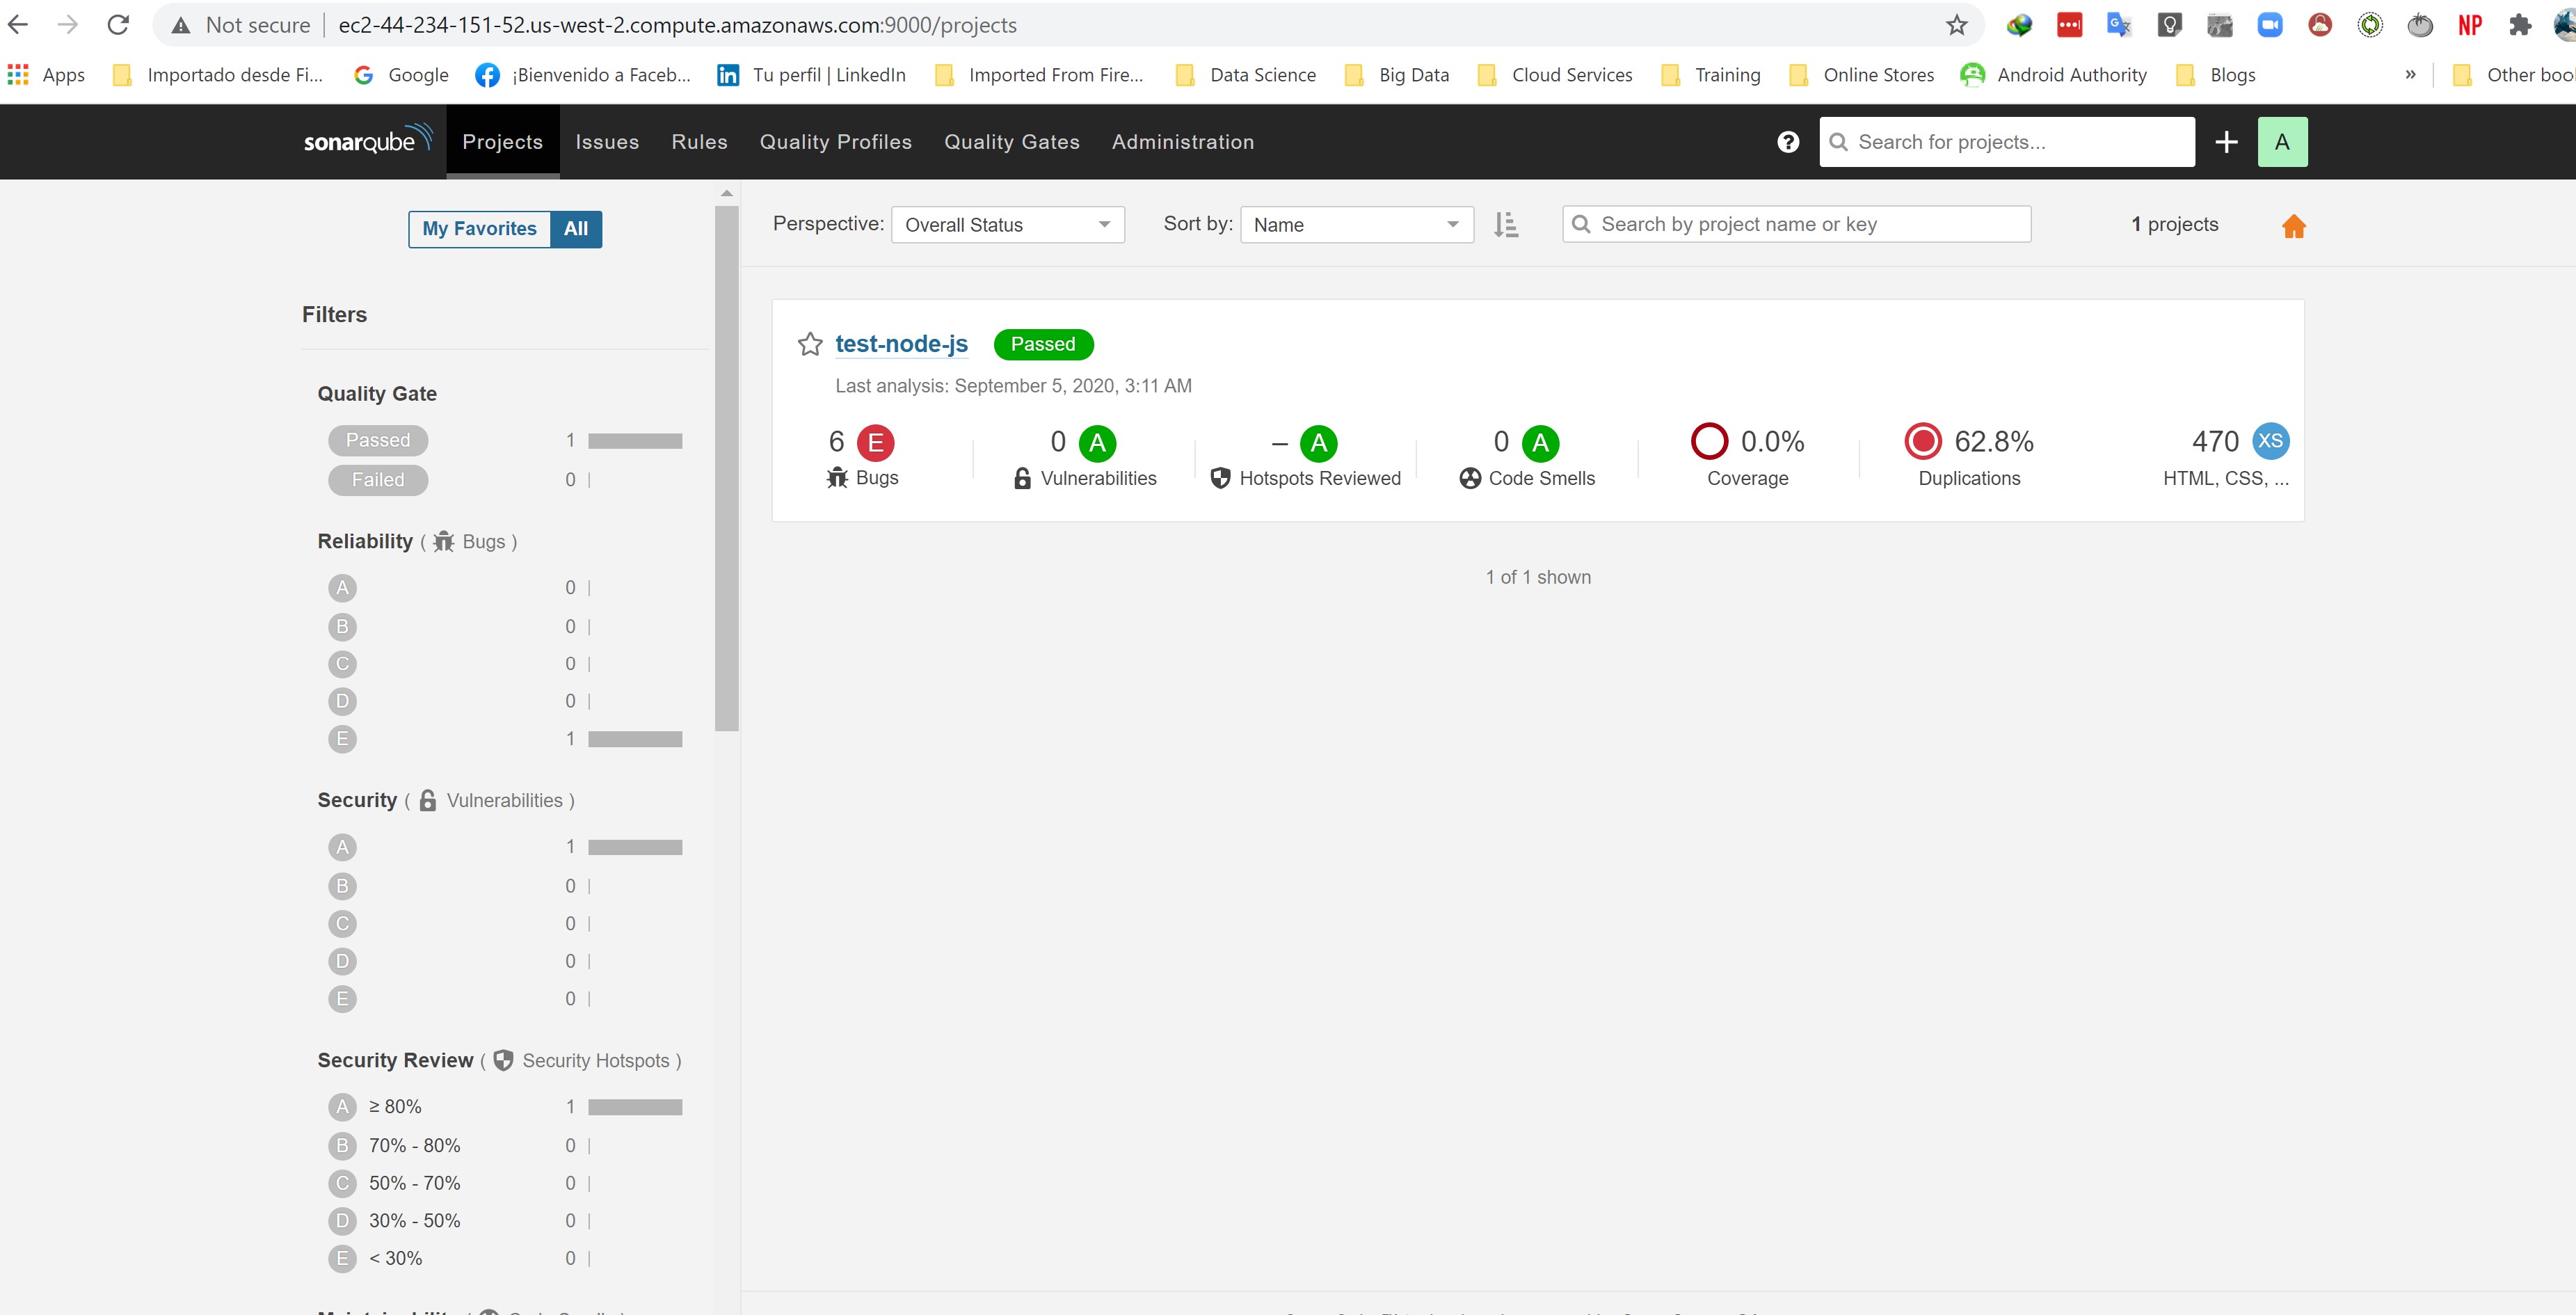 Not secure | ec2-44-234-151-52.us-west-2.compute.amazonaws.com:9000/projects
NP
Apps Importado desde Fi... Google ¡Bienvenido a Faceb... Tu perfil | LinkedIn Imported From Fire... Data Science Big Data Cloud Services Training Online Stores Android Authority Blogs » Other boo
sonarqube Projects Issues Rules Quality Profiles Quality Gates Administration ? Search for projects... + A
My Favorites All
Perspective: Overall Status Sort by: Name Search by project name or key 1 projects
Filters
Quality Gate
Passed 1
Failed 0
Reliability ( Bugs )
A 0
B 0
C 0
D 0
E 1
Security ( Vulnerabilities )
A 1
B 0
C 0
D 0
E 0
Security Review ( Security Hotspots )
A ≥ 80% 1
B 70% - 80% 0
C 50% - 70% 0
D 30% - 50% 0
E < 30% 0
test-node-js Passed
Last analysis: September 5, 2020, 3:11 AM
6 E 0 A – A 0 A 0.0% 62.8% 470 XS
Bugs Vulnerabilities Hotspots Reviewed Code Smells Coverage Duplications HTML, CSS, ...
1 of 1 shown